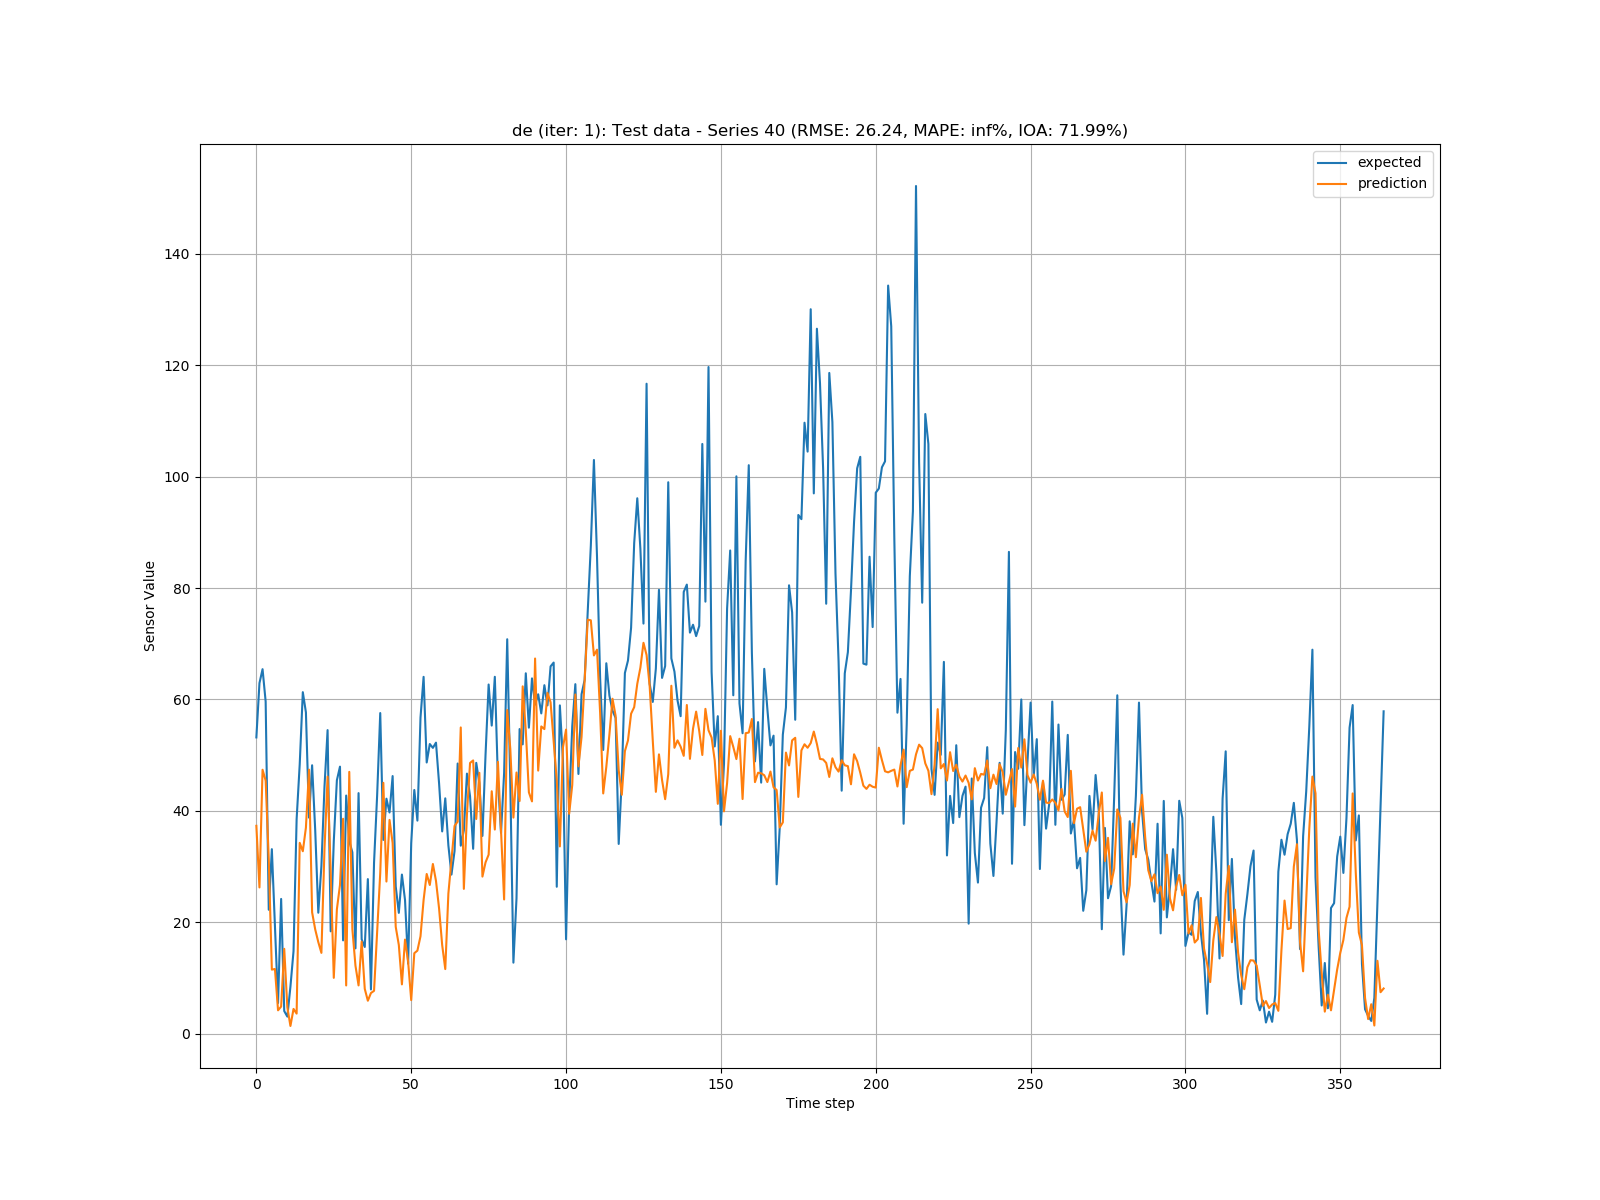 de (iter: 1): Test data - Series 40 (RMSE: 26.24, MAPE: inf%, IOA: 71.99%)
expected
prediction
140
120
100
80
60
40
20
0
Sensor Value
0 50 100 150 200 250 300 350
Time step